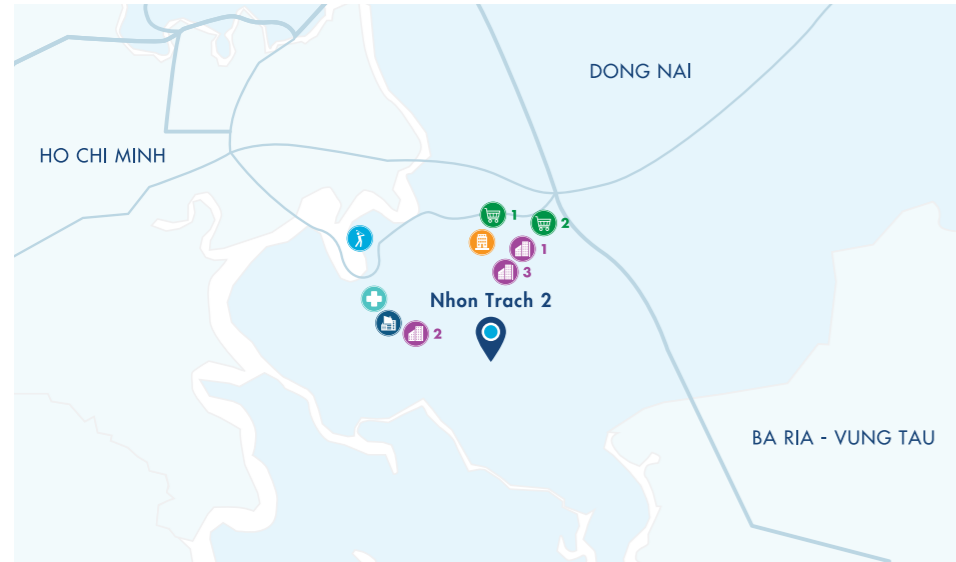 DONG NAI
HO CHI MINH
1
2
1
3
Nhon Trach 2
2
BA RIA - VUNG TAU